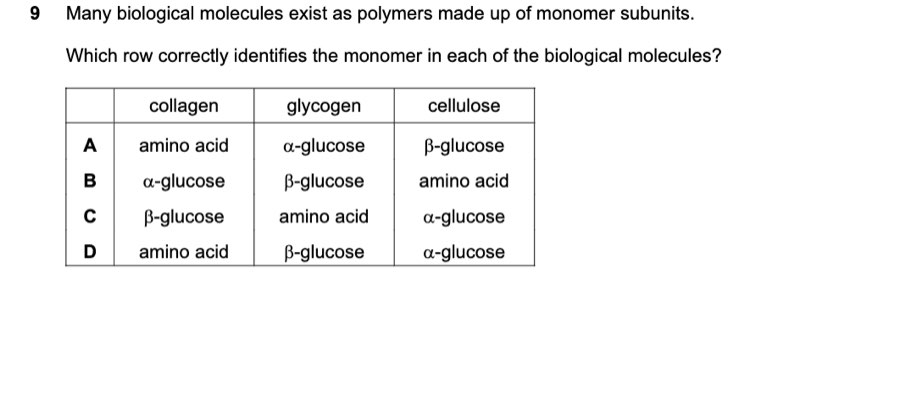 9 Many biological molecules exist as polymers made up of monomer subunits.
Which row correctly identifies the monomer in each of the biological molecules?
collagen glycogen cellulose
A amino acid α-glucose β-glucose
B α-glucose β-glucose amino acid
C β-glucose amino acid α-glucose
D amino acid β-glucose α-glucose